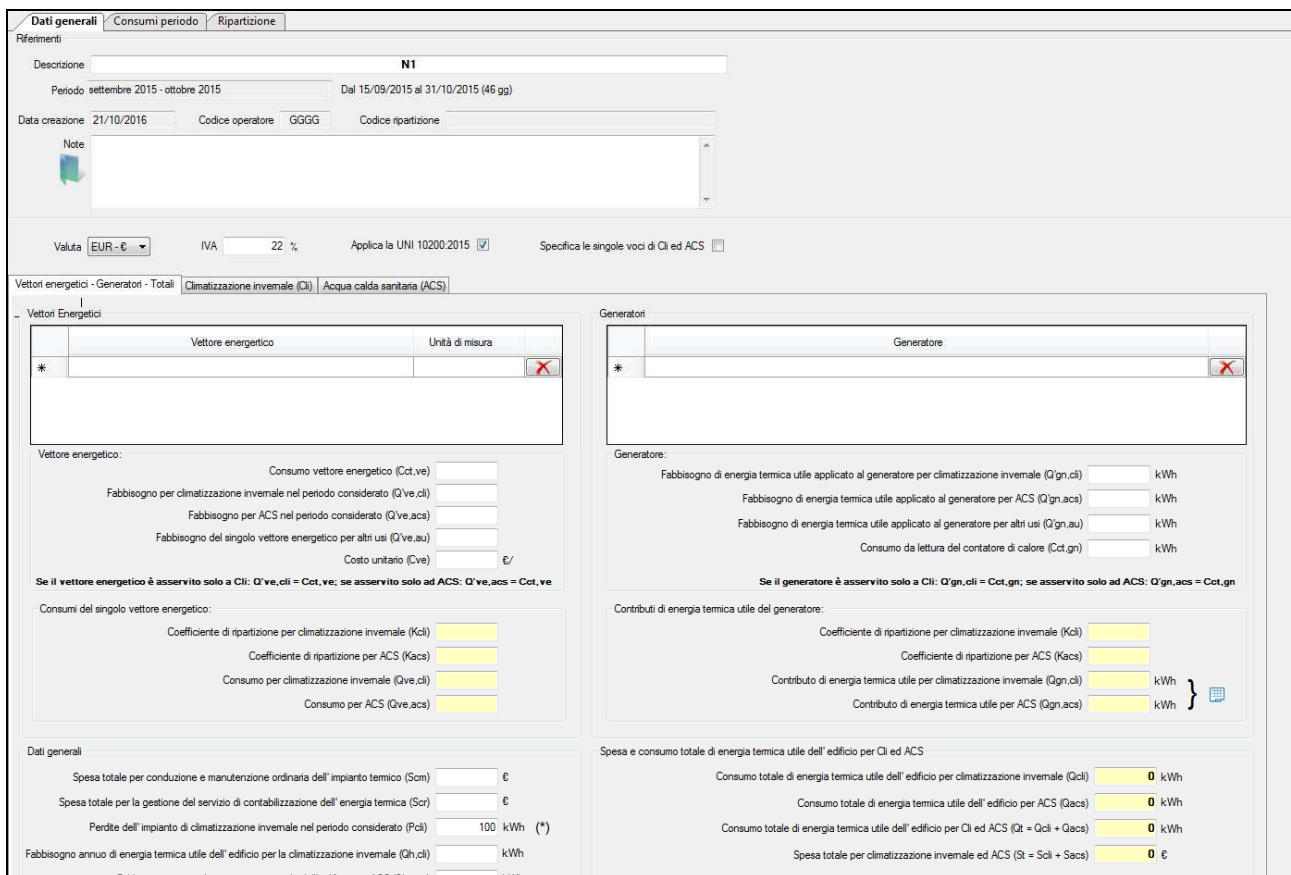 Dati generali Consumi periodo Ripartizione
Riferimenti
Descrizione N1
Periodo settembre 2015 - ottobre 2015 Dal 15/09/2015 al 31/10/2015 (46 gg)
Data creazione 21/10/2016 Codice operatore GGGG Codice ripartizione
Note
Valuta EUR - € IVA 22 % Applica la UNI 10200:2015 Specifica le singole voci di Cli ed ACS
Vettori energetici - Generatori - Totali Climatizzazione invernale (Cli) Acqua calda sanitaria (ACS)
Vettori Energetici
Vettore energertico Unità di misura
*
Vettore energetico:
Consumo vettore energetico (Cct,ve)
Fabbisogno per climatizzazione invernale nel periodo considerato (Q've,cli)
Fabbisogno per ACS nel periodo considerato (Q've,acs)
Fabbisogno del singolo vettore energetico per altri usi (Q've,au)
Costo unitario (Cve) €/
Se il vettore energetico è asservito solo a Cli: Q've,cli = Cct,ve; se asservito solo ad ACS: Q've,acs = Cct,ve
Consumi del singolo vettore energetico:
Coefficiente di ripartizione per climatizzazione invernale (Kcli)
Coefficiente di ripartizione per ACS (Kacs)
Consumo per climatizzazione invernale (Qve,cli)
Consumo per ACS (Qve,acs)
Generatori
Generatore
*
Generatore:
Fabbisogno di energia termica utile applicato al generatore per climatizzazione invernale (Q'gn,cli) kWh
Fabbisogno di energia termica utile applicato al generatore per ACS (Q'gn,acs) kWh
Fabbisogno di energia termica utile applicato al generatore per altri usi (Q'gn,au) kWh
Consumo da lettura del contatore di calore (Cct,gn) kWh
Se il generatore è asservito solo a Cli: Q'gn,cli = Cct,gn; se asservito solo ad ACS: Q'gn,acs = Cct,gn
Contributi di energia termica utile del generatore:
Coefficiente di ripartizione per climatizzazione invernale (Kcli)
Coefficiente di ripartizione per ACS (Kacs)
Contributo di energia termica utile per climatizzazione invernale (Qgn,cli) kWh
Contributo di energia termica utile per ACS (Qgn,acs) kWh
Dati generali
Spesa totale per conduzione e manutenzione ordinaria dell' impianto termico (Scm) €
Spesa totale per la gestione del servizio di contabilizzazione dell' energia termica (Scr) €
Perdite dell' impianto di climatizzazione invernale nel periodo considerato (Pcli) 100 kWh (*)
Fabbisogno annuo di energia termica utile dell' edificio per la climatizzazione invernale (Qh,cli) kWh
Spesa e consumo totale di energia termica utile dell' edificio per Cli ed ACS
Consumo totale di energia termica utile dell' edificio per climatizzazione invernale (Qcli) 0 kWh
Consumo totale di energia termica utile dell' edificio per ACS (Qacs) 0 kWh
Consumo totale di energia termica utile dell' edificio per Cli ed ACS (Qt = Qcli + Qacs) 0 kWh
Spesa totale per climatizzazione invernale ed ACS (St = Scli + Sacs) 0 €